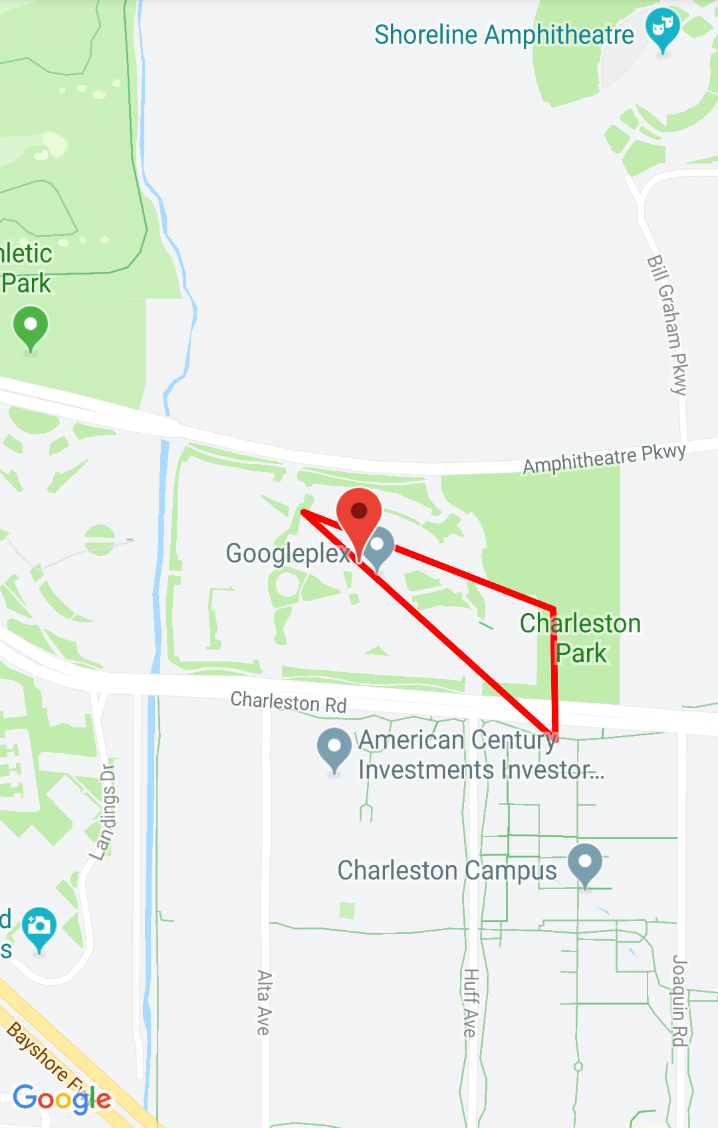 Shoreline Amphitheatre
hletic
Park
Bill Graham Pkwy
Amphitheatre Pkwy
Googleplex
Charleston
Park
Charleston Rd
American Century
Investments Investor...
Landings Dr
Charleston Campus
d
s
Alta Ave
Huff Ave
Joaquin Rd
Bayshore Fw
Google